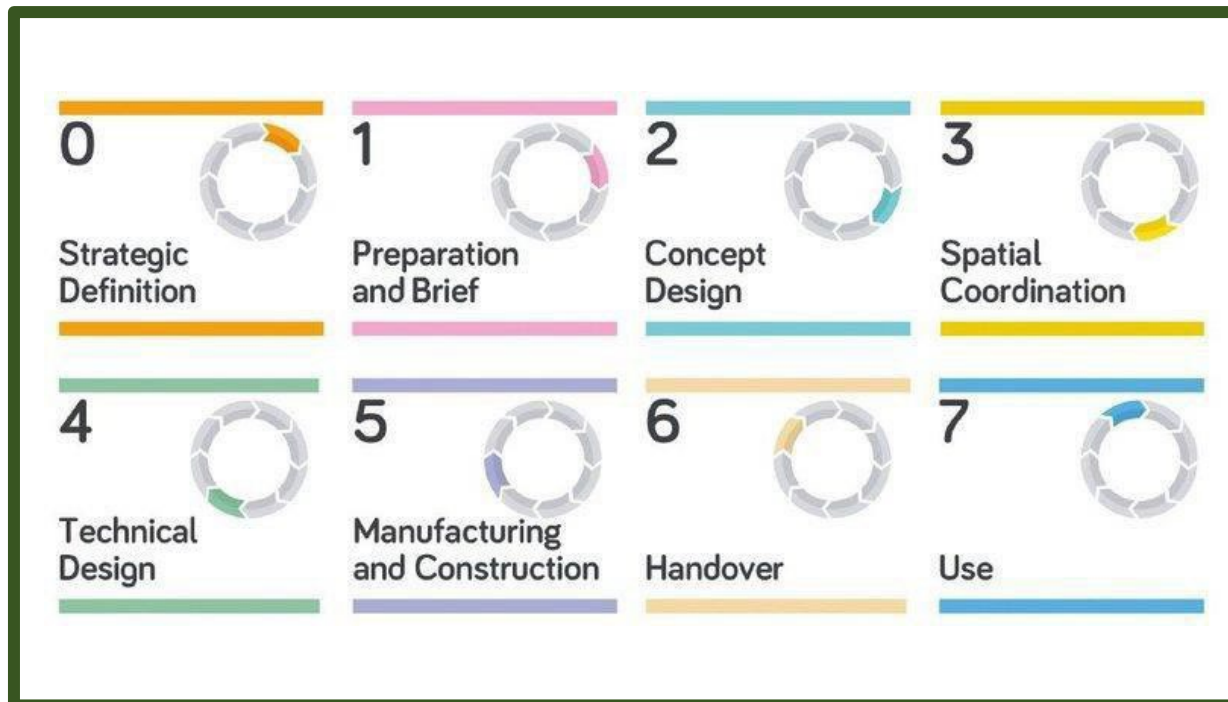 0
Strategic
Definition
1
Preparation
and Brief
2
Concept
Design
3
Spatial
Coordination
4
Technical
Design
5
Manufacturing
and Construction
6
Handover
7
Use